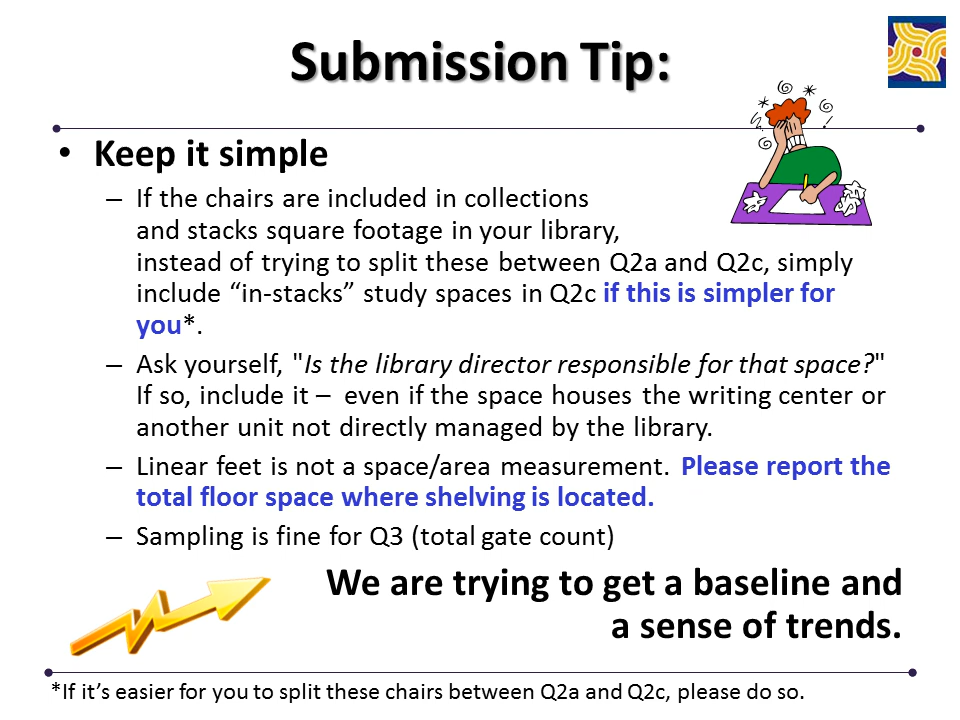 Submission Tip:
• Keep it simple
– If the chairs are included in collections
and stacks square footage in your library,
instead of trying to split these between Q2a and Q2c, simply
include “in-stacks” study spaces in Q2c if this is simpler for
you*.
– Ask yourself, "Is the library director responsible for that space?"
If so, include it – even if the space houses the writing center or
another unit not directly managed by the library.
– Linear feet is not a space/area measurement. Please report the
total floor space where shelving is located.
– Sampling is fine for Q3 (total gate count)
We are trying to get a baseline and
a sense of trends.
*If it’s easier for you to split these chairs between Q2a and Q2c, please do so.